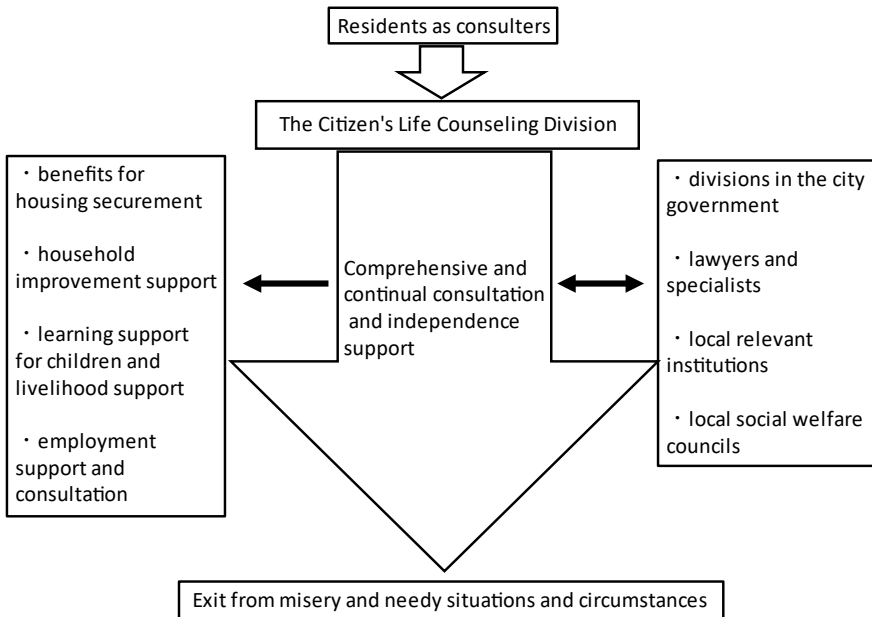 Residents as consulters
The Citizen's Life Counseling Division
・benefits for
housing securement
・household
improvement support
・learning support
for children and
livelihood support
・employment
support and
consultation
Comprehensive and
continual consultation
and independence
support
・divisions in the city
government
・lawyers and
specialists
・local relevant
institutions
・local social welfare
councils
Exit from misery and needy situations and circumstances